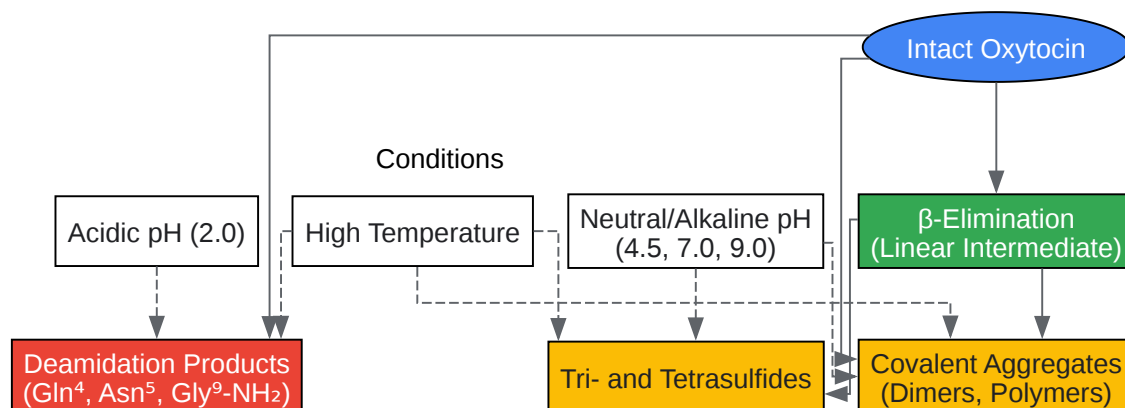 Intact Oxytocin
Conditions
Acidic pH (2.0)
High Temperature
Neutral/Alkaline pH
(4.5, 7.0, 9.0)
β-Elimination
(Linear Intermediate)
Deamidation Products
(Gln⁴, Asn⁵, Gly⁹-NH₂)
Tri- and Tetrasulfides
Covalent Aggregates
(Dimers, Polymers)